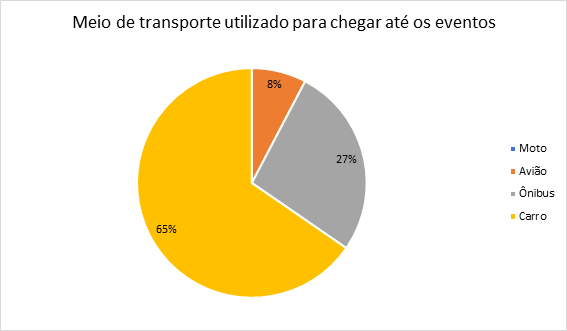 Meio de transporte utilizado para chegar até os eventos
8%
27%
65%
Moto
Avião
Ônibus
Carro